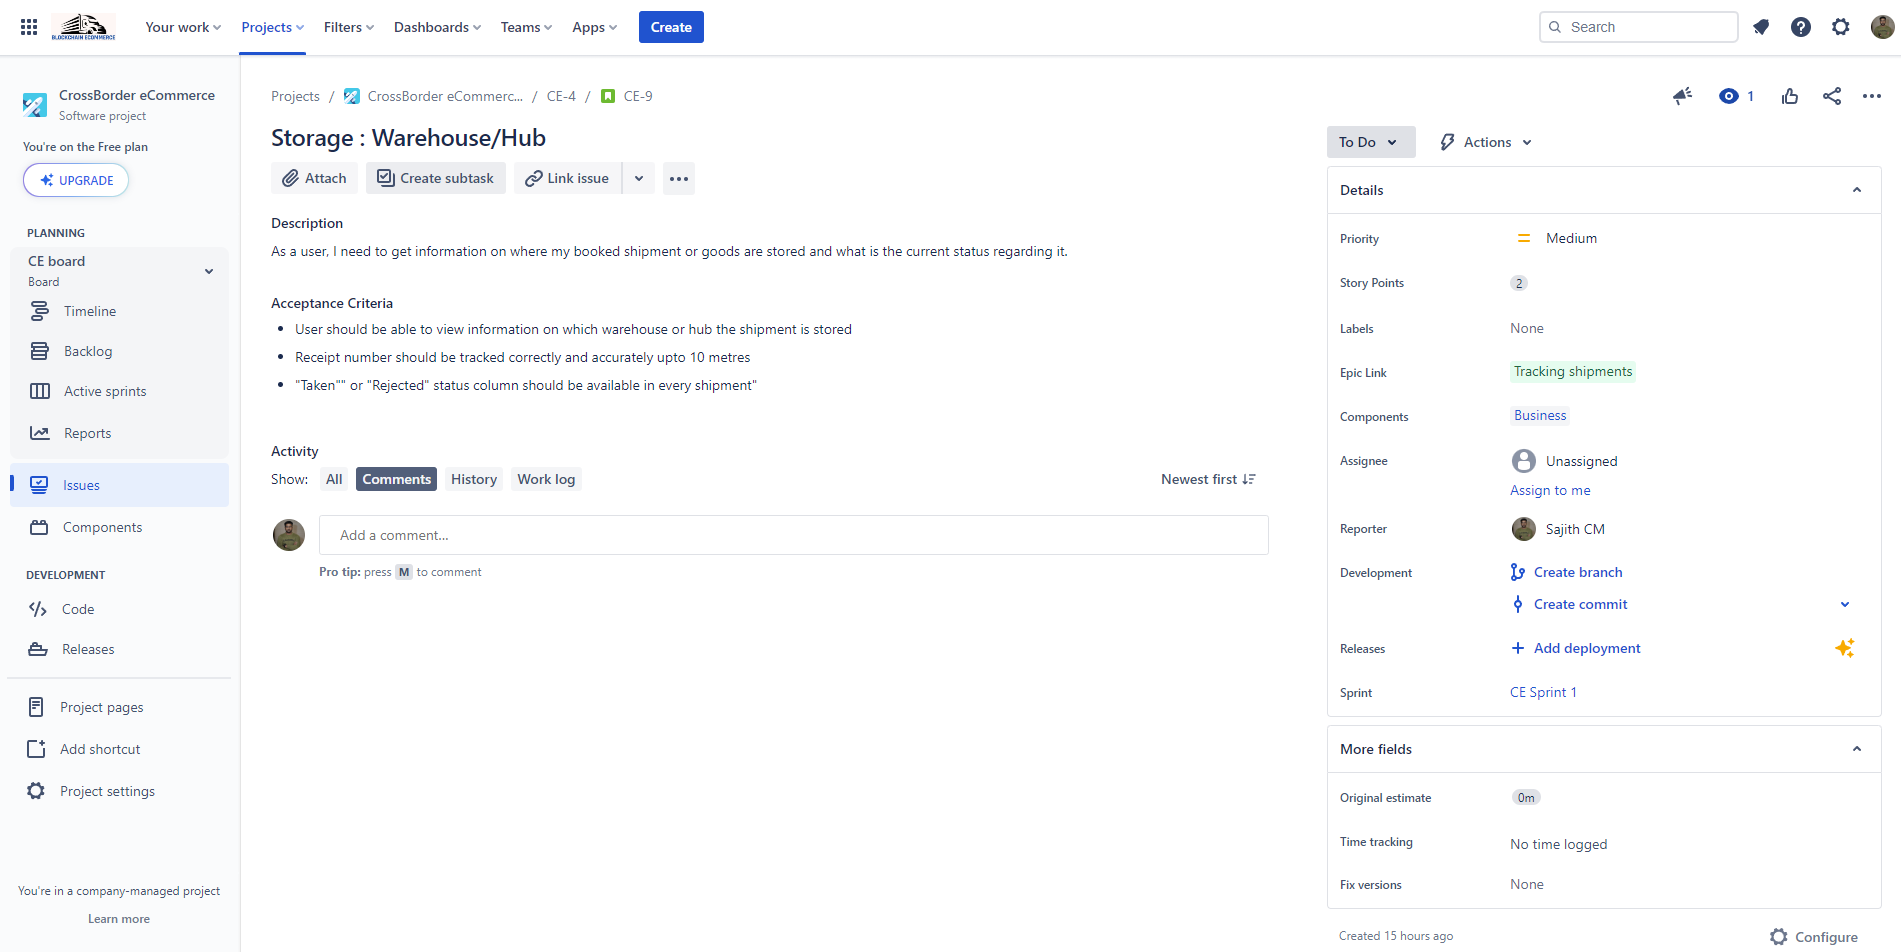 BLOCKCHAIN ECOMMERCE
Your work
Projects
Filters
Dashboards
Teams
Apps
Create
Search
CrossBorder eCommerce
Software project
You're on the Free plan
UPGRADE
PLANNING
CE board
Board
Timeline
Backlog
Active sprints
Reports
Issues
Components
DEVELOPMENT
Code
Releases
Project pages
Add shortcut
Project settings
You're in a company-managed project
Learn more
Projects / CrossBorder eCommerc... / CE-4 / CE-9
1
Storage : Warehouse/Hub
Attach
Create subtask
Link issue
Description
As a user, I need to get information on where my booked shipment or goods are stored and what is the current status regarding it.
Acceptance Criteria
• User should be able to view information on which warehouse or hub the shipment is stored
• Receipt number should be tracked correctly and accurately upto 10 metres
• "Taken"" or "Rejected" status column should be available in every shipment"
Activity
Show: All Comments History Work log
Newest first
Add a comment...
Pro tip: press M to comment
To Do
Actions
Details
Priority Medium
Story Points 2
Labels None
Epic Link Tracking shipments
Components Business
Assignee Unassigned
Assign to me
Reporter Sajith CM
Development Create branch
Create commit
Releases Add deployment
Sprint CE Sprint 1
More fields
Original estimate 0m
Time tracking No time logged
Fix versions None
Created 15 hours ago
Configure